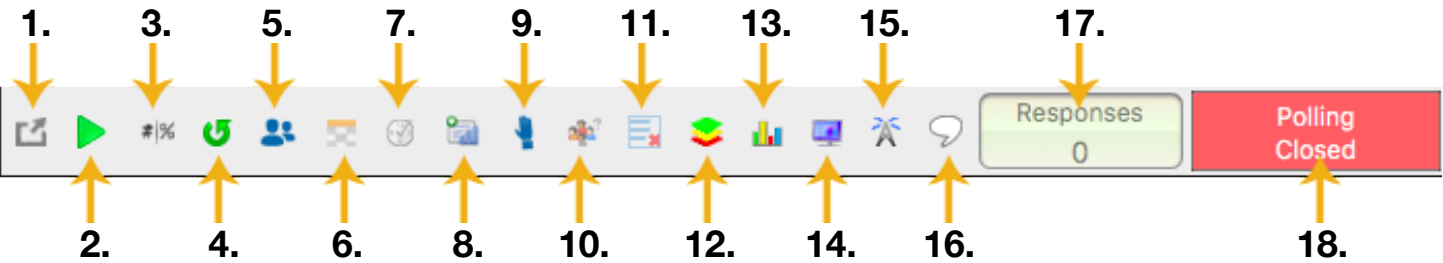 1. 3. 5. 7. 9. 11. 13. 15. 17.
#|% ? Responses Polling
0 Closed
2. 4. 6. 8. 10. 12. 14. 16. 18.